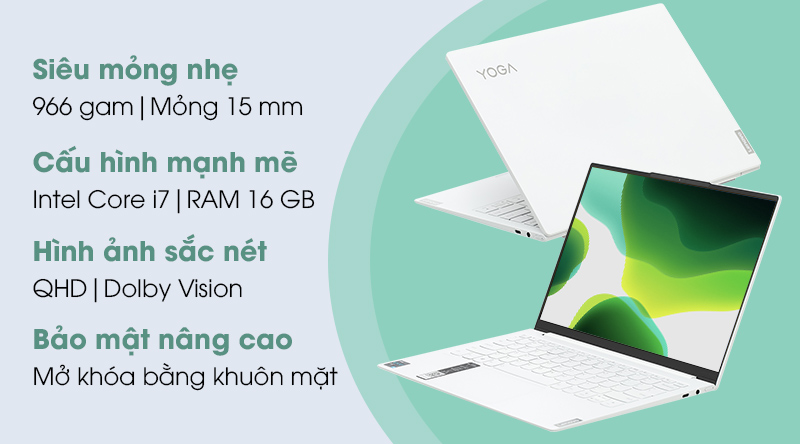 Siêu mỏng nhẹ
966 gam|Mỏng 15 mm
Cấu hình mạnh mẽ
Intel Core i7|RAM 16 GB
Hình ảnh sắc nét
QHD|Dolby Vision
Bảo mật nâng cao
Mở khóa bằng khuôn mặt
YOGA